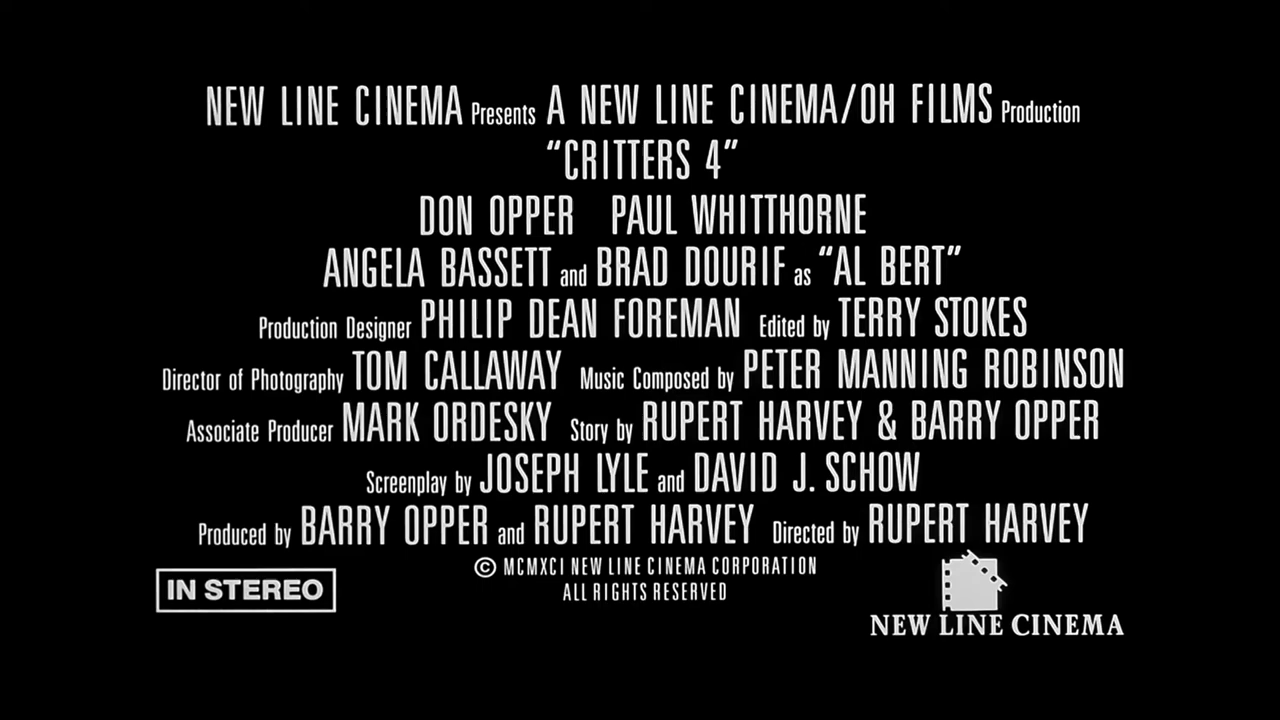 NEW LINE CINEMA Presents A NEW LINE CINEMA/OH FILMS Production
“CRITTERS 4”
DON OPPER PAUL WHITTHORNE
ANGELA BASSETT and BRAD DOURIF as “AL BERT”
Production Designer PHILIP DEAN FOREMAN Edited by TERRY STOKES
Director of Photography TOM CALLAWAY Music Composed by PETER MANNING ROBINSON
Associate Producer MARK ORDESKY Story by RUPERT HARVEY & BARRY OPPER
Screenplay by JOSEPH LYLE and DAVID J. SCHOW
Produced by BARRY OPPER and RUPERT HARVEY Directed by RUPERT HARVEY
© MCMXCI NEW LINE CINEMA CORPORATION
ALL RIGHTS RESERVED
IN STEREO
NEW LINE CINEMA